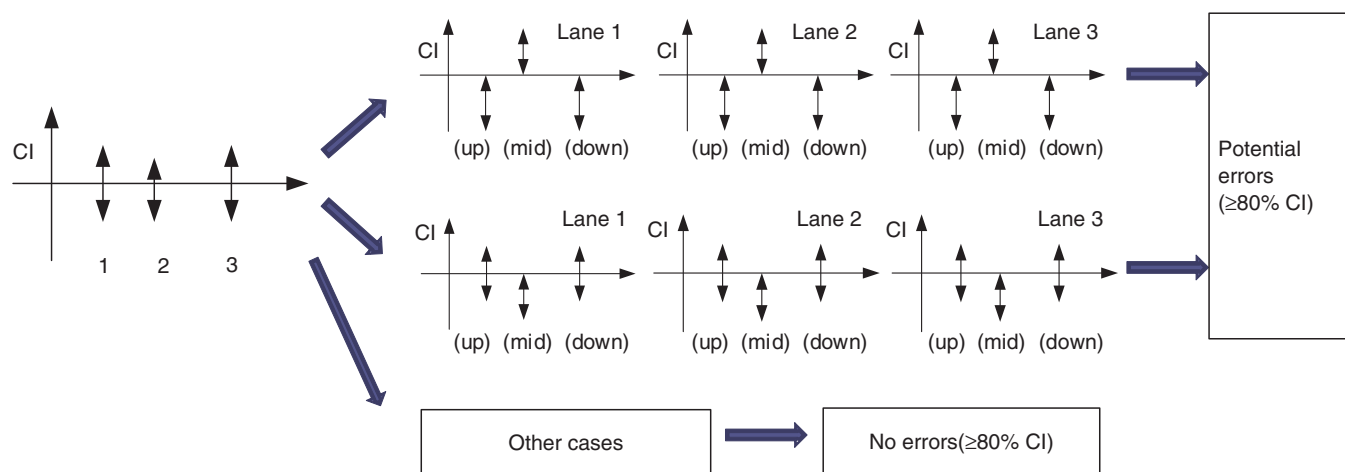 CI
1 2 3
CI Lane 1
(up) (mid) (down)
CI Lane 2
(up) (mid) (down)
CI Lane 3
(up) (mid) (down)
CI Lane 1
(up) (mid) (down)
CI Lane 2
(up) (mid) (down)
CI Lane 3
(up) (mid) (down)
Potential
errors
(≥80% CI)
Other cases
No errors(≥80% CI)